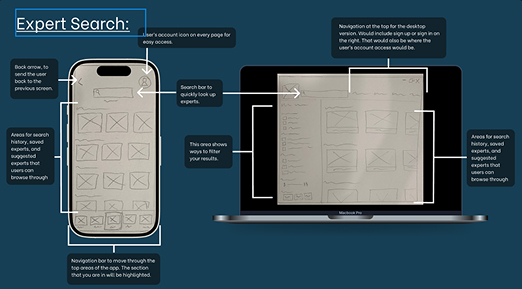 Expert Search:
User's account icon on every page for
easy access.
Navigation at the top for the desktop
version. Would include sign up or sign in
on the right. That would also be where the
user's account access would be.
Back arrow, to
send the user
back to the
previous screen.
Search bar to
quickly look up
experts.
Areas for search
history, saved
experts, and
suggested
experts that
users can
browse through
This area shows
ways to filter
your results.
Areas for search
history, saved
experts, and
suggested
experts that
users can
browse through
MacBook Pro
Navigation bar to move through the
top areas of the app. The section
that you are in will be highlighted.